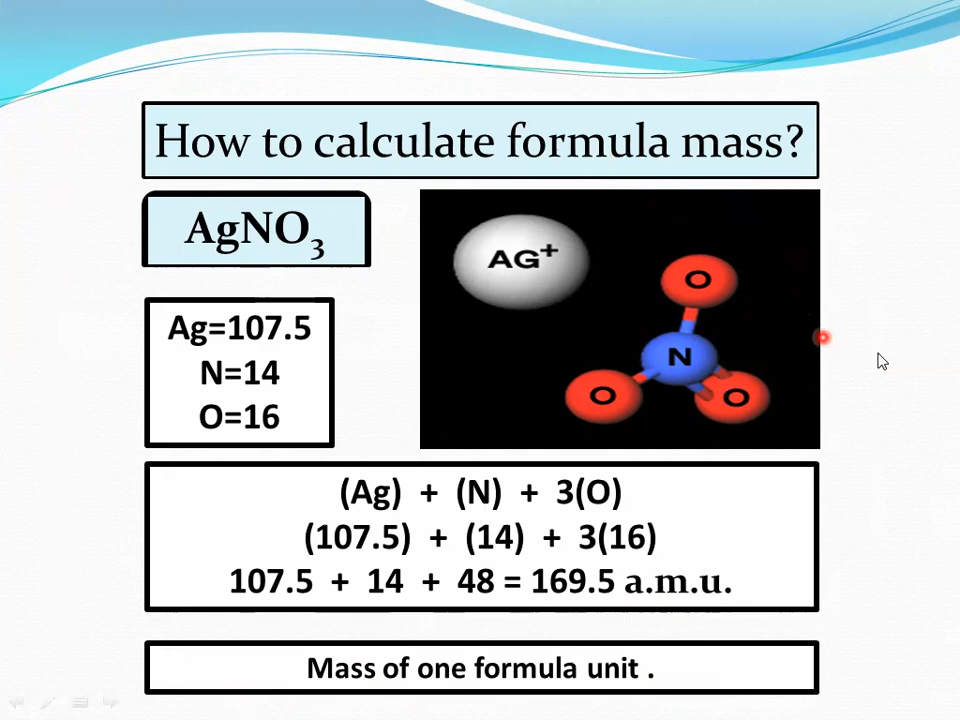 How to calculate formula mass?
AgNO₃
AG⁺
O
N
O
O
Ag=107.5
N=14
O=16
(Ag) + (N) + 3(O)
(107.5) + (14) + 3(16)
107.5 + 14 + 48 = 169.5 a.m.u.
Mass of one formula unit .